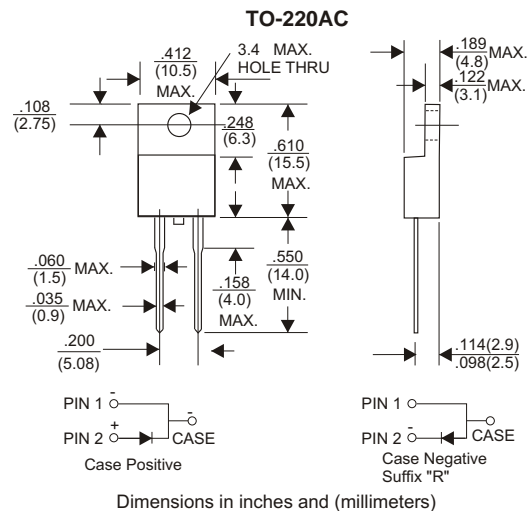 TO-220AC
.412
(10.5)
MAX.
3.4 MAX.
HOLE THRU
.189
(4.8) MAX.
.122
(3.1) MAX.
.108
(2.75)
.248
(6.3)
.610
(15.5)
MAX.
.060
(1.5) MAX.
.035
(0.9) MAX.
.158
(4.0)
MAX.
.550
(14.0)
MIN.
.200
(5.08)
.114(2.9)
.098(2.5)
PIN 1 -
PIN 2 +
- CASE
Case Positive
PIN 1
PIN 2 -
- CASE
Case Negative
Suffix "R"
Dimensions in inches and (millimeters)